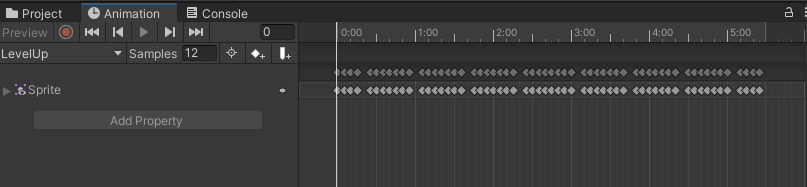 Project Animation Console
Preview 0 0:00 1:00 2:00 3:00 4:00 5:00
LevelUp Samples 12
Sprite
Add Property